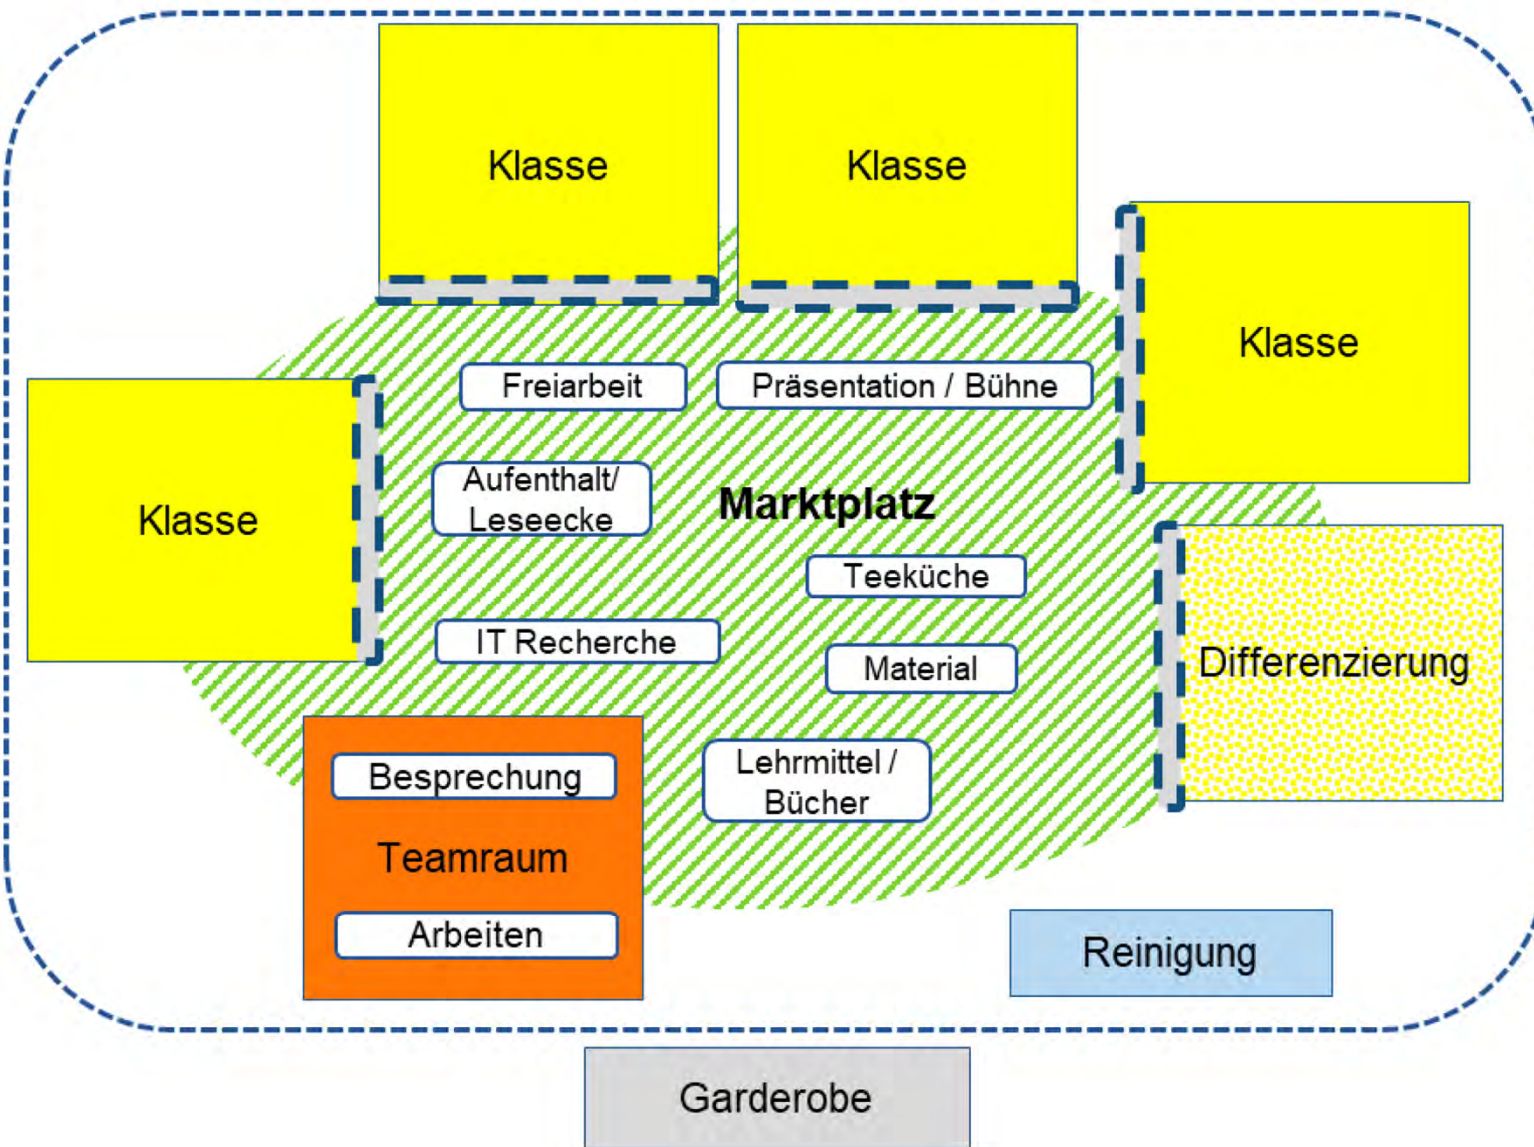 Klasse
Klasse
Klasse
Freiarbeit
Präsentation / Bühne
Aufenthalt/
Leseecke
Marktplatz
Klasse
Teeküche
IT Recherche
Material
Differenzierung
Lehrmittel /
Bücher
Besprechung
Teamraum
Arbeiten
Reinigung
Garderobe